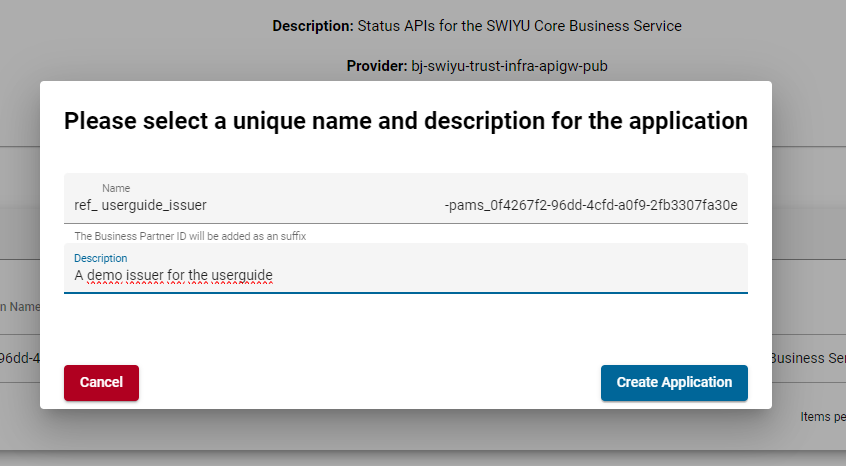 Description: Status APIs for the SWIYU Core Business Service
Provider: bj-swiyu-trust-infra-apigw-pub
Please select a unique name and description for the application
Name
ref_ userguide_issuer -pams_0f4267f2-96dd-4cfd-a0f9-2fb3307fa30e
The Business Partner ID will be added as an suffix
Description
A demo issuer for the userguide
n Name
96dd-4 Business Ser
Cancel Create Application
Items pe